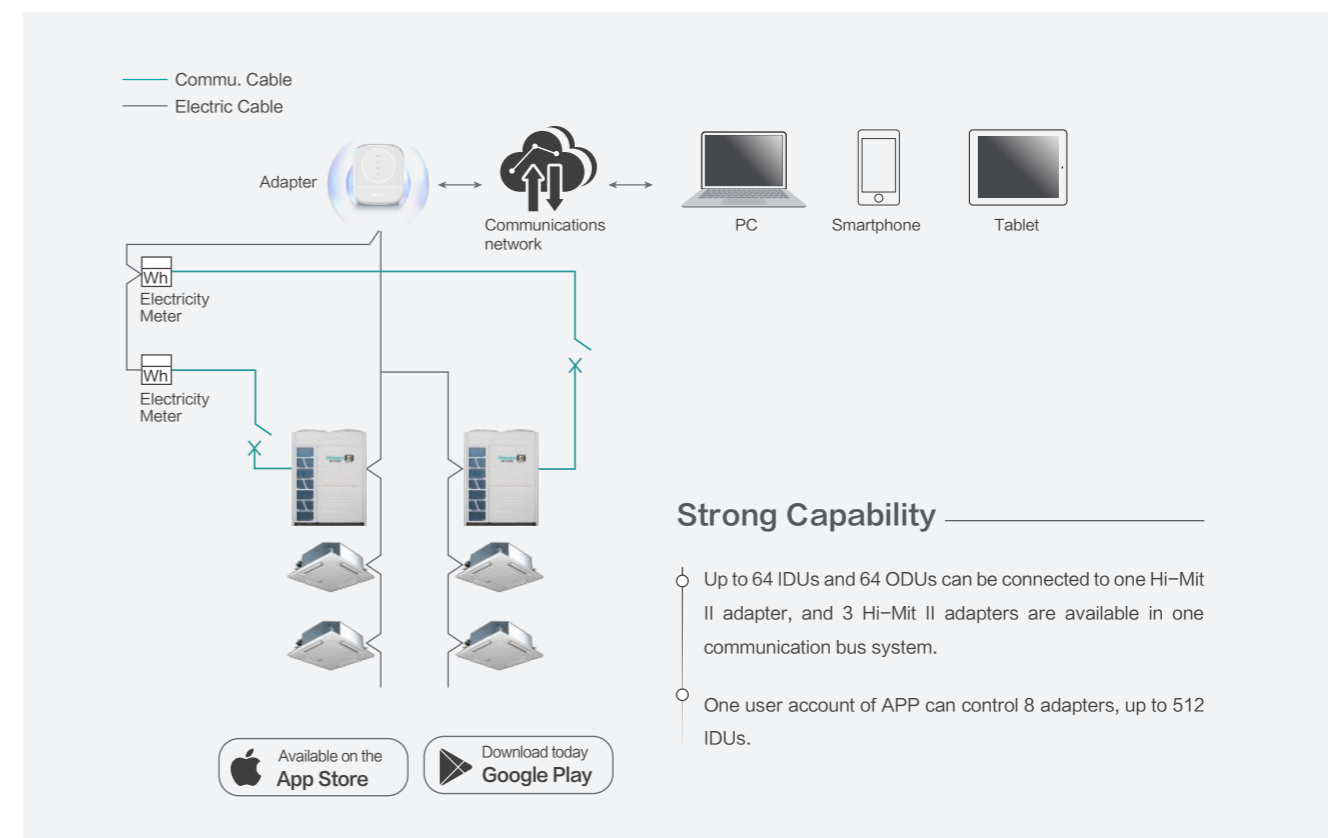 Commu. Cable
Electric Cable
Adapter
Communications
network
PC
Smartphone
Tablet
Wh
Electricity
Meter
Wh
Electricity
Meter
Strong Capability
Up to 64 IDUs and 64 ODUs can be connected to one Hi-Mit
II adapter, and 3 Hi-Mit II adapters are available in one
communication bus system.
One user account of APP can control 8 adapters, up to 512
IDUs.
Available on the
App Store
Download today
Google Play